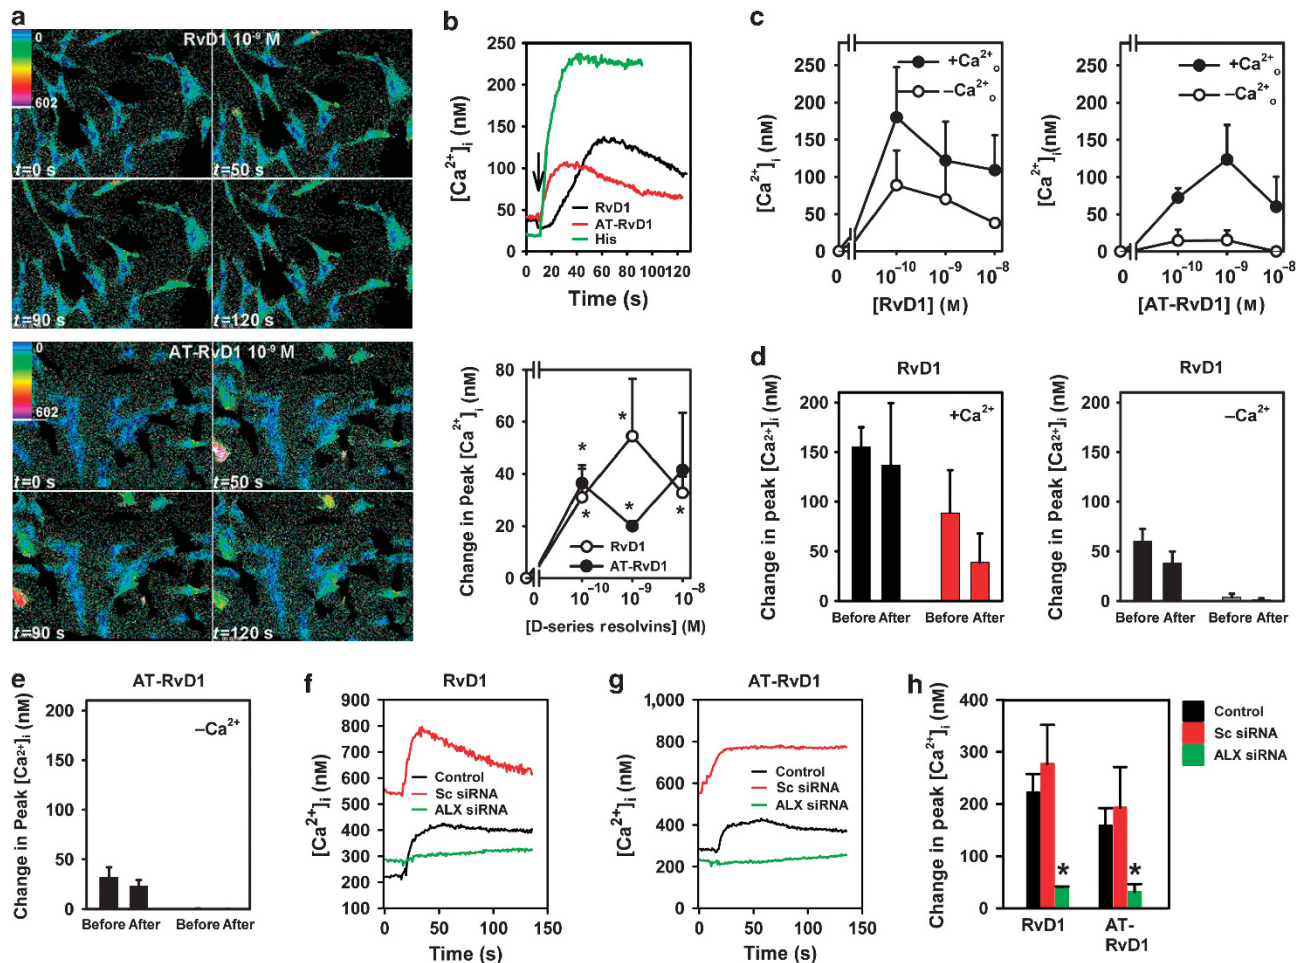 a
RvD1 10⁻⁹ M
0
602
t=0 s
t=50 s
t=90 s
t=120 s
AT-RvD1 10⁻⁹ M
0
602
t=0 s
t=50 s
t=90 s
t=120 s
b
[Ca²⁺]ᵢ (nM)
250
200
150
100
50
0
RvD1
AT-RvD1
His
0 20 40 60 80 100 120
Time (s)
Change in Peak [Ca²⁺]ᵢ (nM)
80
60
40
20
0
*
*
*
*
*
RvD1
AT-RvD1
0 10⁻¹⁰ 10⁻⁹ 10⁻⁸
[D-series resolvins] (M)
c
[Ca²⁺]ᵢ (nM)
250
200
150
100
50
0
+Ca²⁺ₒ
–Ca²⁺ₒ
0 10⁻¹⁰ 10⁻⁹ 10⁻⁸
[RvD1] (M)
[Ca²⁺]ᵢ(nM)
250
200
150
100
50
0
+Ca²⁺ₒ
–Ca²⁺ₒ
0 10⁻¹⁰ 10⁻⁹ 10⁻⁸
[AT-RvD1] (M)
d
RvD1
Change in peak [Ca²⁺]ᵢ (nM)
200
150
100
50
0
+Ca²⁺
Before After Before After
RvD1
Change in peak [Ca²⁺]ᵢ (nM)
200
150
100
50
0
–Ca²⁺
Before After Before After
e
AT-RvD1
Change in Peak [Ca²⁺]ᵢ (nM)
200
150
100
50
0
–Ca²⁺
Before After Before After
f
RvD1
[Ca²⁺]ᵢ (nM)
900
800
700
600
500
400
300
200
100
Control
Sc siRNA
ALX siRNA
0 50 100 150
Time (s)
g
AT-RvD1
[Ca²⁺]ᵢ (nM)
1,000
800
600
400
200
0
Control
Sc siRNA
ALX siRNA
0 50 100 150
Time (s)
h
Change in peak [Ca²⁺]ᵢ (nM)
400
300
200
100
0
*
*
RvD1
AT-
RvD1
Control
Sc siRNA
ALX siRNA